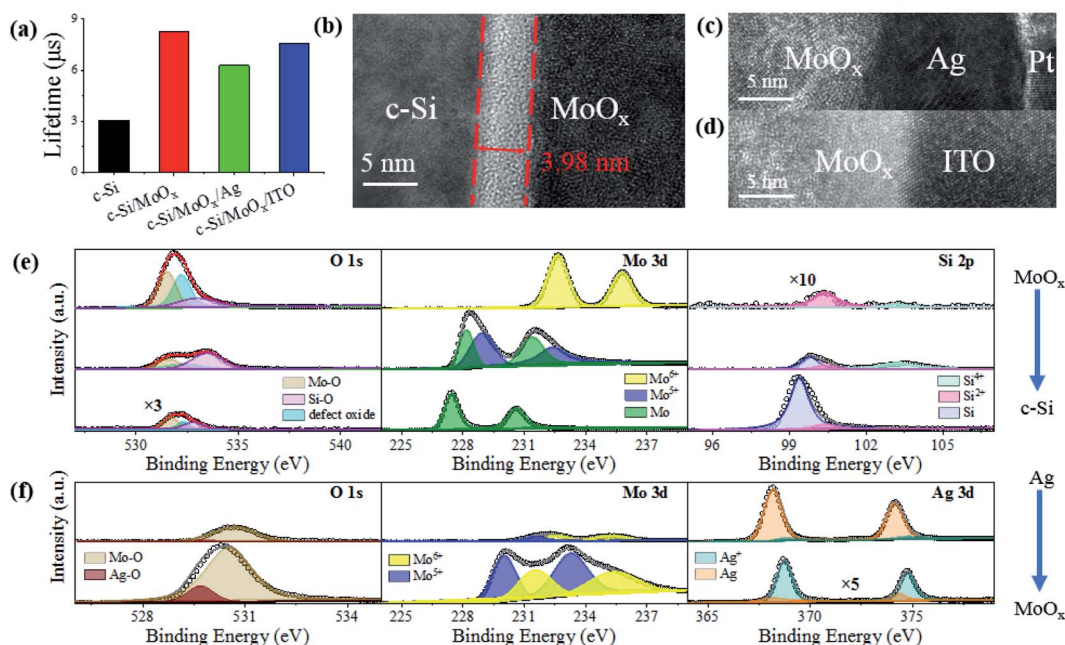 (a)
Lifetime (µs)
9
6
3
0
c-Si
c-Si/MoOₓ
c-Si/MoOₓ/Ag
c-Si/MoOₓ/ITO
(b)
c-Si
MoOₓ
5 nm
3.98 nm
(c)
MoOₓ
Ag
Pt
5 nm
(d)
MoOₓ
ITO
5 nm
(e)
Intensity (a.u.)
O 1s
×3
Mo-O
Si-O
defect oxide
530
535
540
Binding Energy (eV)
Mo 3d
Mo⁶⁺
Mo⁵⁺
Mo
225
228
231
234
237
Binding Energy (eV)
Si 2p
×10
Si⁴⁺
Si²⁺
Si
96
99
102
105
Binding Energy (eV)
MoOₓ
c-Si
(f)
Intensity (a.u.)
O 1s
Mo-O
Ag-O
528
531
534
Binding Energy (eV)
Mo 3d
Mo⁶⁺
Mo⁵⁺
225
228
231
234
237
Binding Energy (eV)
Ag 3d
Ag⁺
Ag
×5
365
370
375
Binding Energy (eV)
Ag
MoOₓ